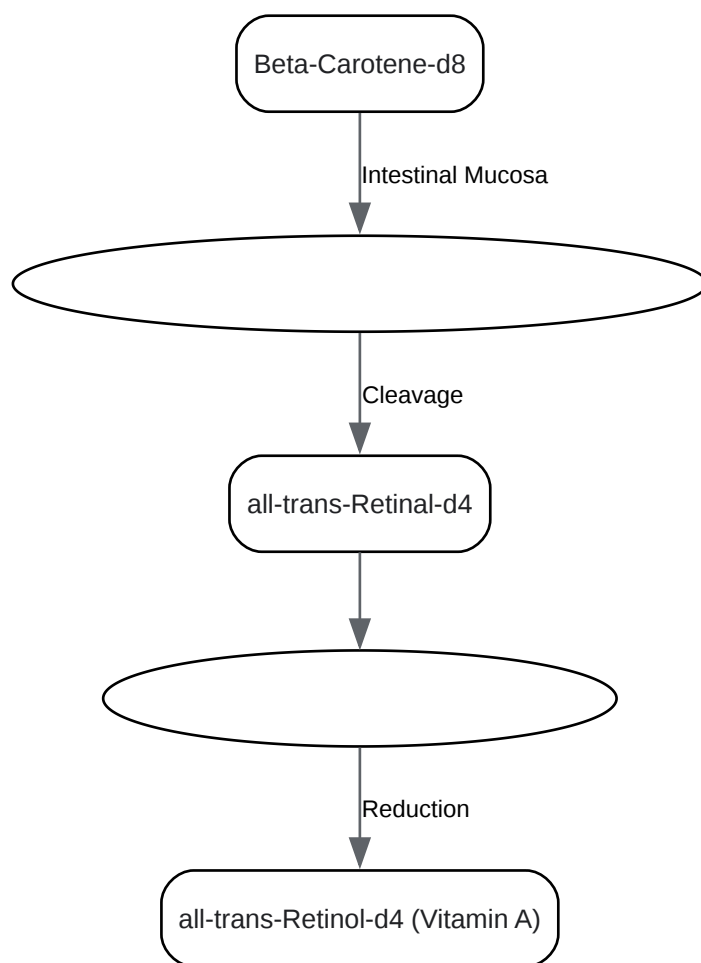 Beta-Carotene-d8
Intestinal Mucosa
Cleavage
all-trans-Retinal-d4
Reduction
all-trans-Retinol-d4 (Vitamin A)